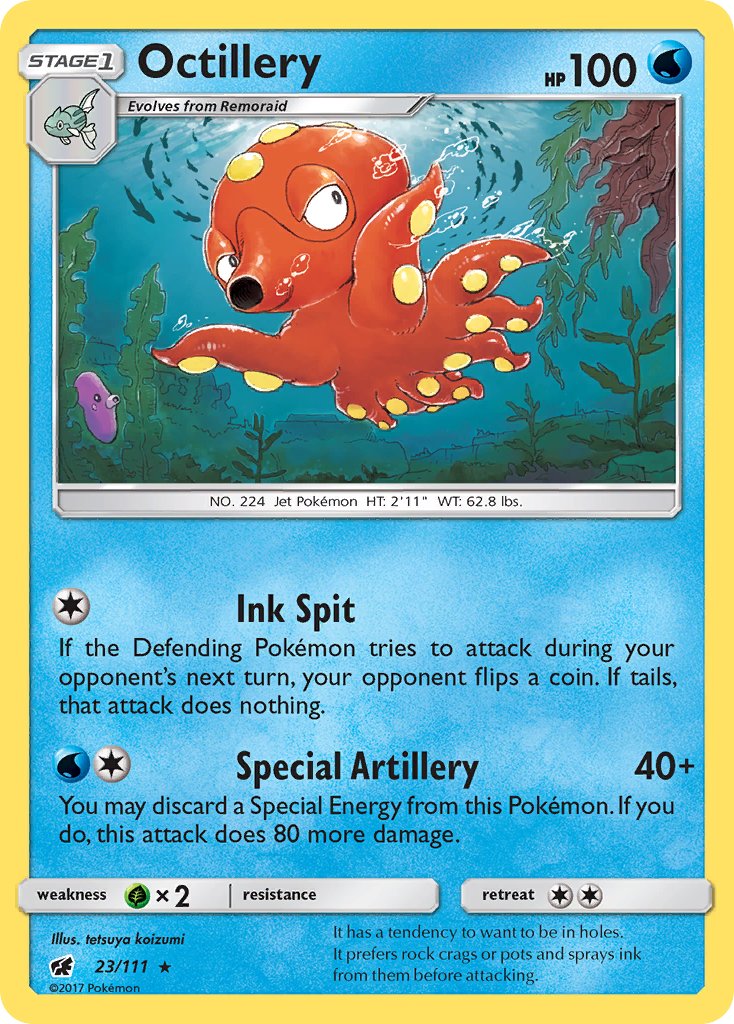 STAGE1
Octillery
HP 100
Evolves from Remoraid
NO. 224 Jet Pokémon HT: 2'11" WT: 62.8 lbs.
Ink Spit
If the Defending Pokémon tries to attack during your
opponent's next turn, your opponent flips a coin. If tails,
that attack does nothing.
Special Artillery 40+
You may discard a Special Energy from this Pokémon. If you
do, this attack does 80 more damage.
weakness ×2 resistance retreat
Illus. tetsuya koizumi
23/111 ★
©2017 Pokémon
It has a tendency to want to be in holes.
It prefers rock crags or pots and sprays ink
from them before attacking.